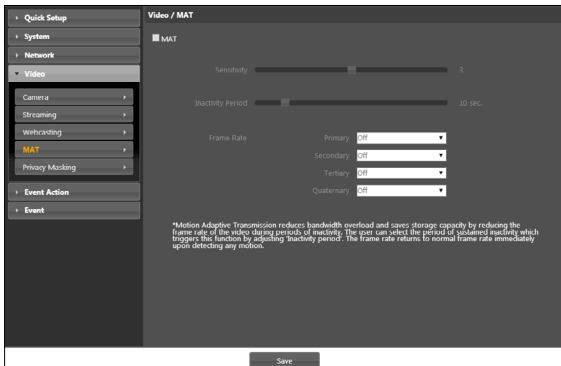 Quick Setup
System
Network
Video
Camera
Streaming
Webcasting
MAT
Privacy Masking
Event Action
Event
Video / MAT
MAT
Sensitivity 3
Inactivity Period 10 sec.
Frame Rate Primary Off
Secondary Off
Tertiary Off
Quaternary Off
*Motion Adaptive Transmission reduces bandwidth overload and saves storage capacity by reducing the
frame rate of the video during periods of inactivity. The user can select the period of sustained inactivity which
triggers this function by adjusting 'Inactivity period'. The frame rate returns to normal frame rate immediately
upon detecting any motion.
Save